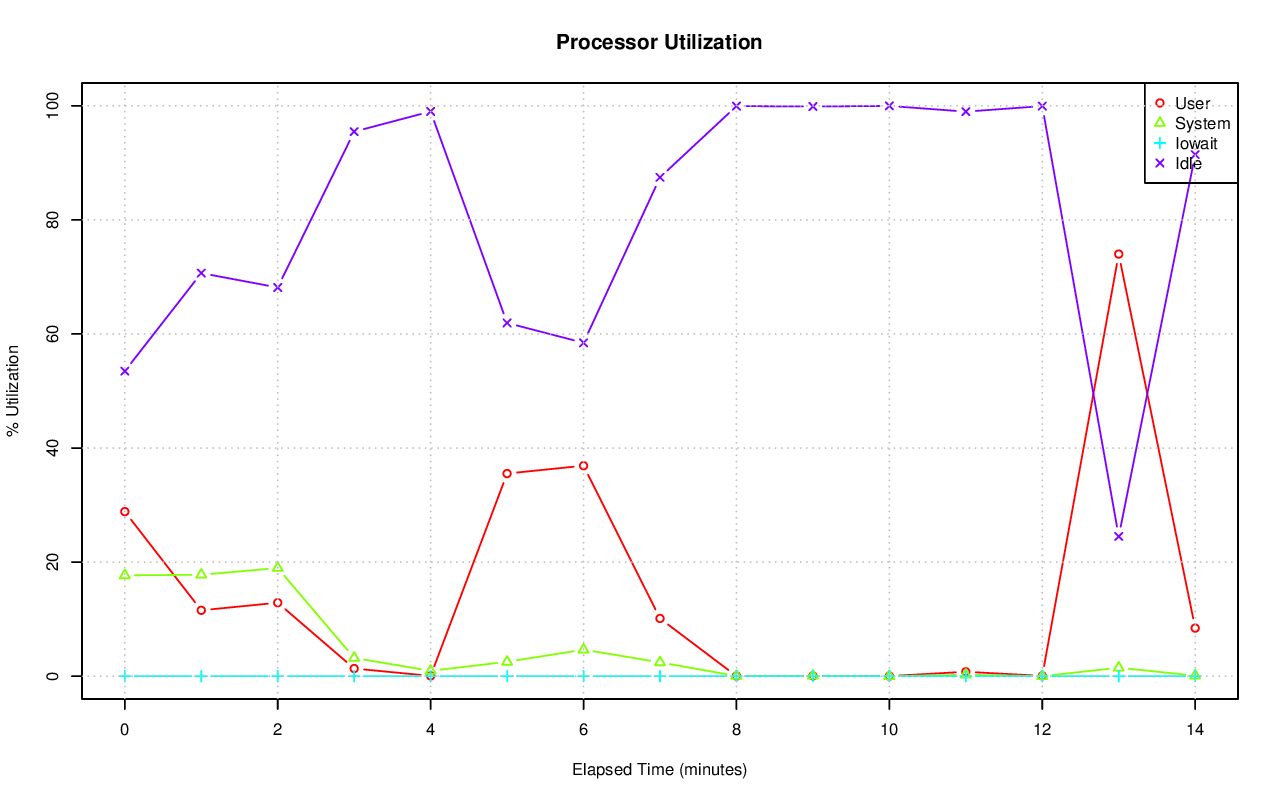 Processor Utilization
User
System
Iowait
Idle
% Utilization
100
80
60
40
20
0
0 2 4 6 8 10 12 14
Elapsed Time (minutes)